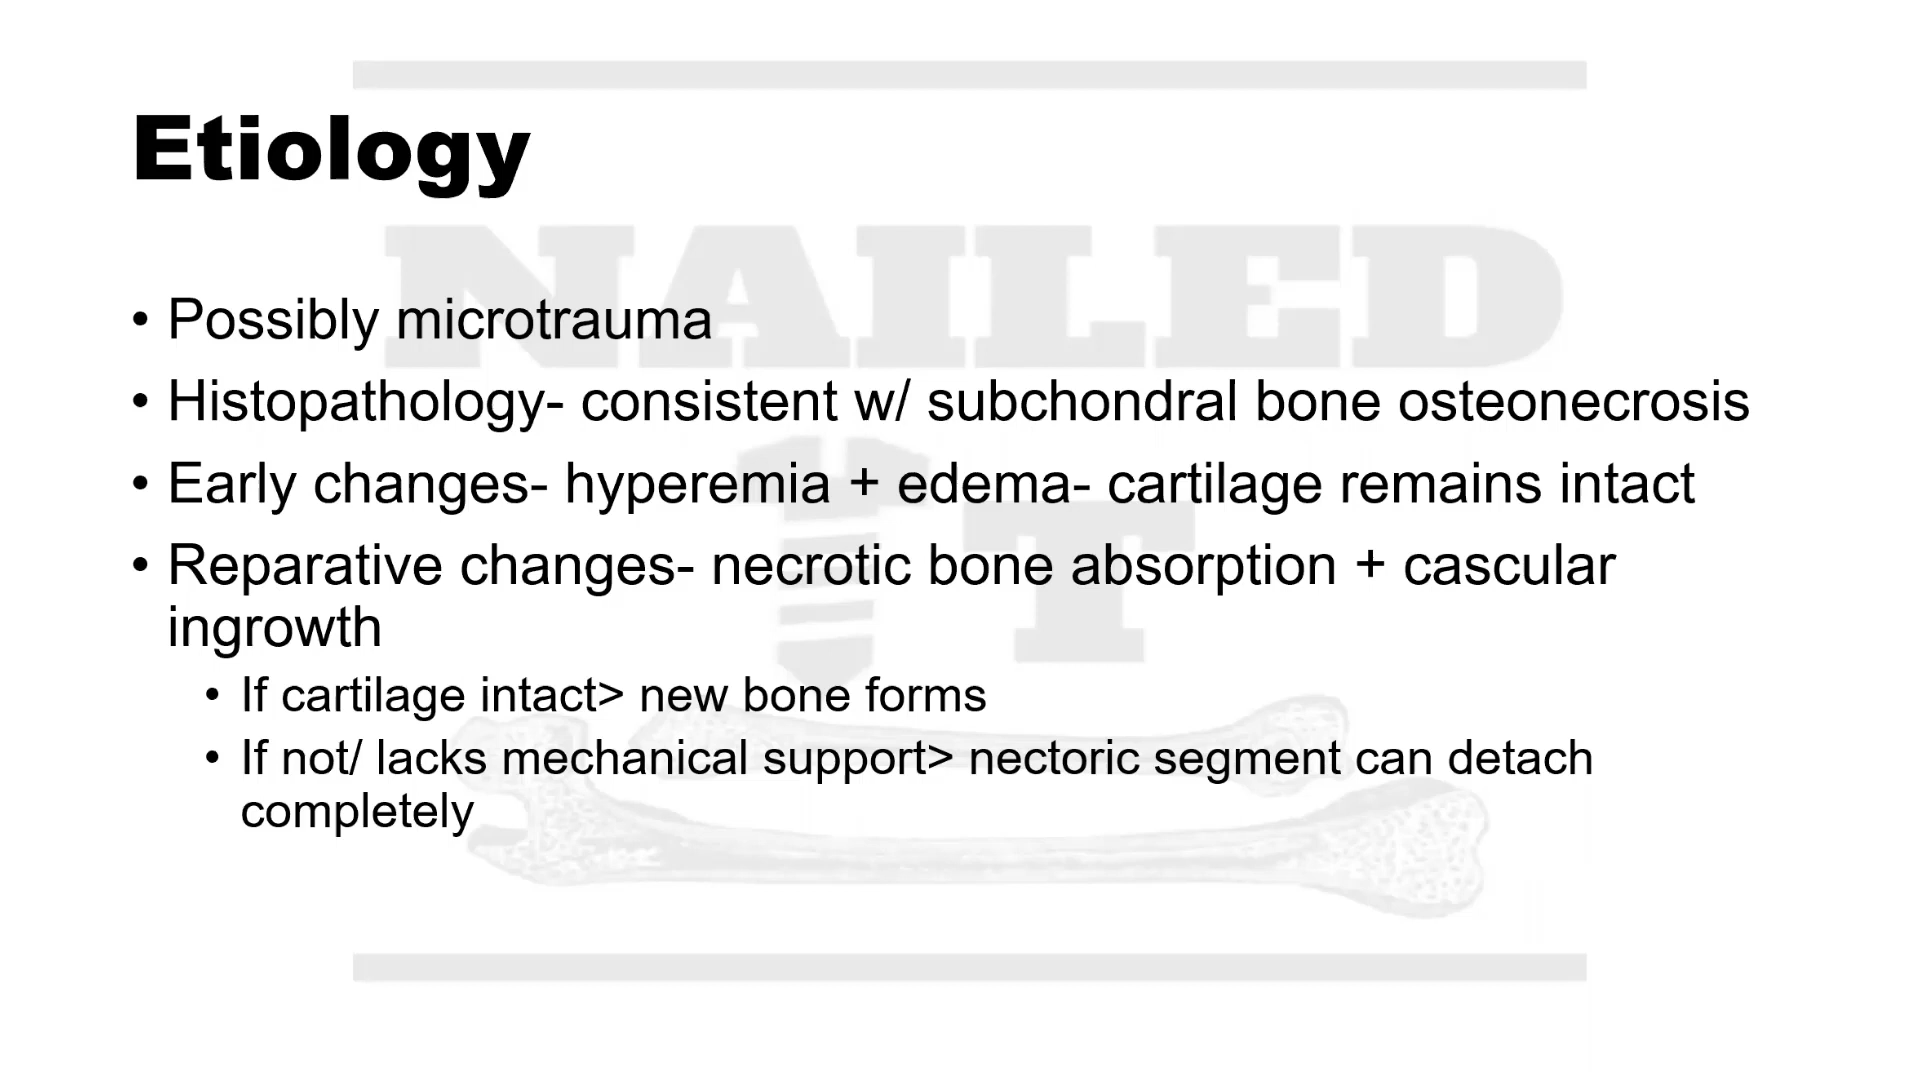 Etiology
NAILED
IT
• Possibly microtrauma
• Histopathology- consistent w/ subchondral bone osteonecrosis
• Early changes- hyperemia + edema- cartilage remains intact
• Reparative changes- necrotic bone absorption + cascular
ingrowth
• If cartilage intact> new bone forms
• If not/ lacks mechanical support> nectoric segment can detach
completely